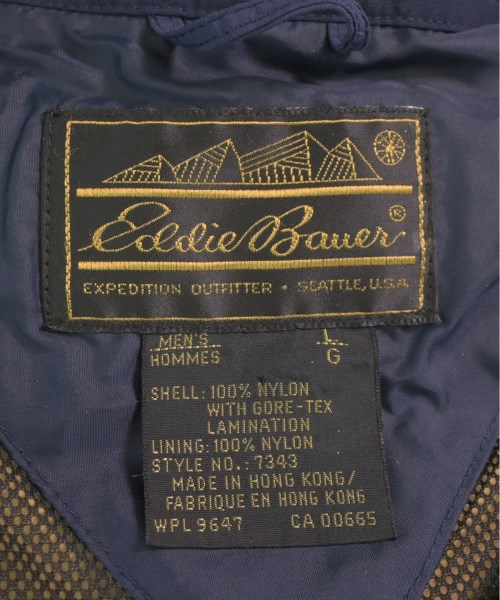 Eddie Bauer®
EXPEDITION OUTFITTER • SEATTLE, U.S.A.
MEN'S L
HOMMES G
SHELL: 100% NYLON
WITH GORE-TEX
LAMINATION
LINING: 100% NYLON
STYLE NO.: 7343
MADE IN HONG KONG/
FABRIQUE EN HONG KONG
WPL 9647 CA 00665